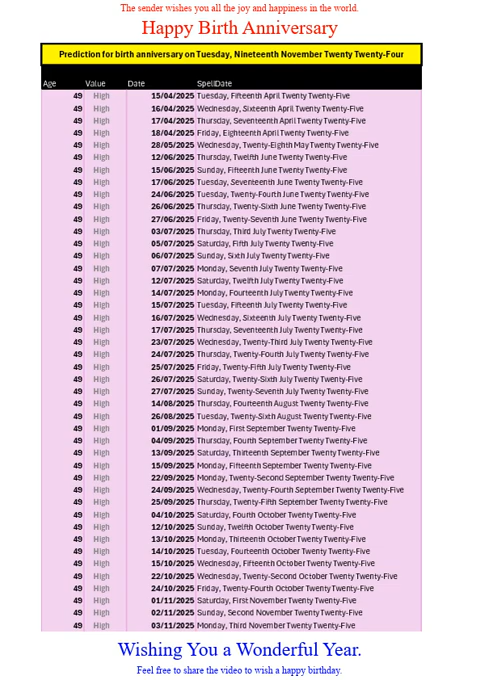 The sender wishes you all the joy and happiness in the world.
Happy Birth Anniversary
Prediction for birth anniversary on Tuesday, Nineteenth November Twenty Twenty-Four
Age Value Date SpellDate
49 High 15/04/2025 Tuesday, Fifteenth April Twenty Twenty-Five
49 High 16/04/2025 Wednesday, Sixteenth April Twenty Twenty-Five
49 High 17/04/2025 Thursday, Seventeenth April Twenty Twenty-Five
49 High 18/04/2025 Friday, Eighteenth April Twenty Twenty-Five
49 High 28/05/2025 Wednesday, Twenty-Eighth May Twenty Twenty-Five
49 High 12/06/2025 Thursday, Twelfth June Twenty Twenty-Five
49 High 15/06/2025 Sunday, Fifteenth June Twenty Twenty-Five
49 High 17/06/2025 Tuesday, Seventeenth June Twenty Twenty-Five
49 High 24/06/2025 Tuesday, Twenty-Fourth June Twenty Twenty-Five
49 High 26/06/2025 Thursday, Twenty-Sixth June Twenty Twenty-Five
49 High 27/06/2025 Friday, Twenty-Seventh June Twenty Twenty-Five
49 High 03/07/2025 Thursday, Third July Twenty Twenty-Five
49 High 05/07/2025 Saturday, Fifth July Twenty Twenty-Five
49 High 06/07/2025 Sunday, Sixth July Twenty Twenty-Five
49 High 07/07/2025 Monday, Seventh July Twenty Twenty-Five
49 High 12/07/2025 Saturday, Twelfth July Twenty Twenty-Five
49 High 14/07/2025 Monday, Fourteenth July Twenty Twenty-Five
49 High 15/07/2025 Tuesday, Fifteenth July Twenty Twenty-Five
49 High 16/07/2025 Wednesday, Sixteenth July Twenty Twenty-Five
49 High 17/07/2025 Thursday, Seventeenth July Twenty Twenty-Five
49 High 23/07/2025 Wednesday, Twenty-Third July Twenty Twenty-Five
49 High 24/07/2025 Thursday, Twenty-Fourth July Twenty Twenty-Five
49 High 25/07/2025 Friday, Twenty-Fifth July Twenty Twenty-Five
49 High 26/07/2025 Saturday, Twenty-Sixth July Twenty Twenty-Five
49 High 27/07/2025 Sunday, Twenty-Seventh July Twenty Twenty-Five
49 High 14/08/2025 Thursday, Fourteenth August Twenty Twenty-Five
49 High 26/08/2025 Tuesday, Twenty-Sixth August Twenty Twenty-Five
49 High 01/09/2025 Monday, First September Twenty Twenty-Five
49 High 04/09/2025 Thursday, Fourth September Twenty Twenty-Five
49 High 13/09/2025 Saturday, Thirteenth September Twenty Twenty-Five
49 High 15/09/2025 Monday, Fifteenth September Twenty Twenty-Five
49 High 22/09/2025 Monday, Twenty-Second September Twenty Twenty-Five
49 High 24/09/2025 Wednesday, Twenty-Fourth September Twenty Twenty-Five
49 High 25/09/2025 Thursday, Twenty-Fifth September Twenty Twenty-Five
49 High 04/10/2025 Saturday, Fourth October Twenty Twenty-Five
49 High 12/10/2025 Sunday, Twelfth October Twenty Twenty-Five
49 High 13/10/2025 Monday, Thirteenth October Twenty Twenty-Five
49 High 14/10/2025 Tuesday, Fourteenth October Twenty Twenty-Five
49 High 15/10/2025 Wednesday, Fifteenth October Twenty Twenty-Five
49 High 22/10/2025 Wednesday, Twenty-Second October Twenty Twenty-Five
49 High 24/10/2025 Friday, Twenty-Fourth October Twenty Twenty-Five
49 High 01/11/2025 Saturday, First November Twenty Twenty-Five
49 High 02/11/2025 Sunday, Second November Twenty Twenty-Five
49 High 03/11/2025 Monday, Third November Twenty Twenty-Five
Wishing You a Wonderful Year.
Feel free to share the video to wish a happy birthday.